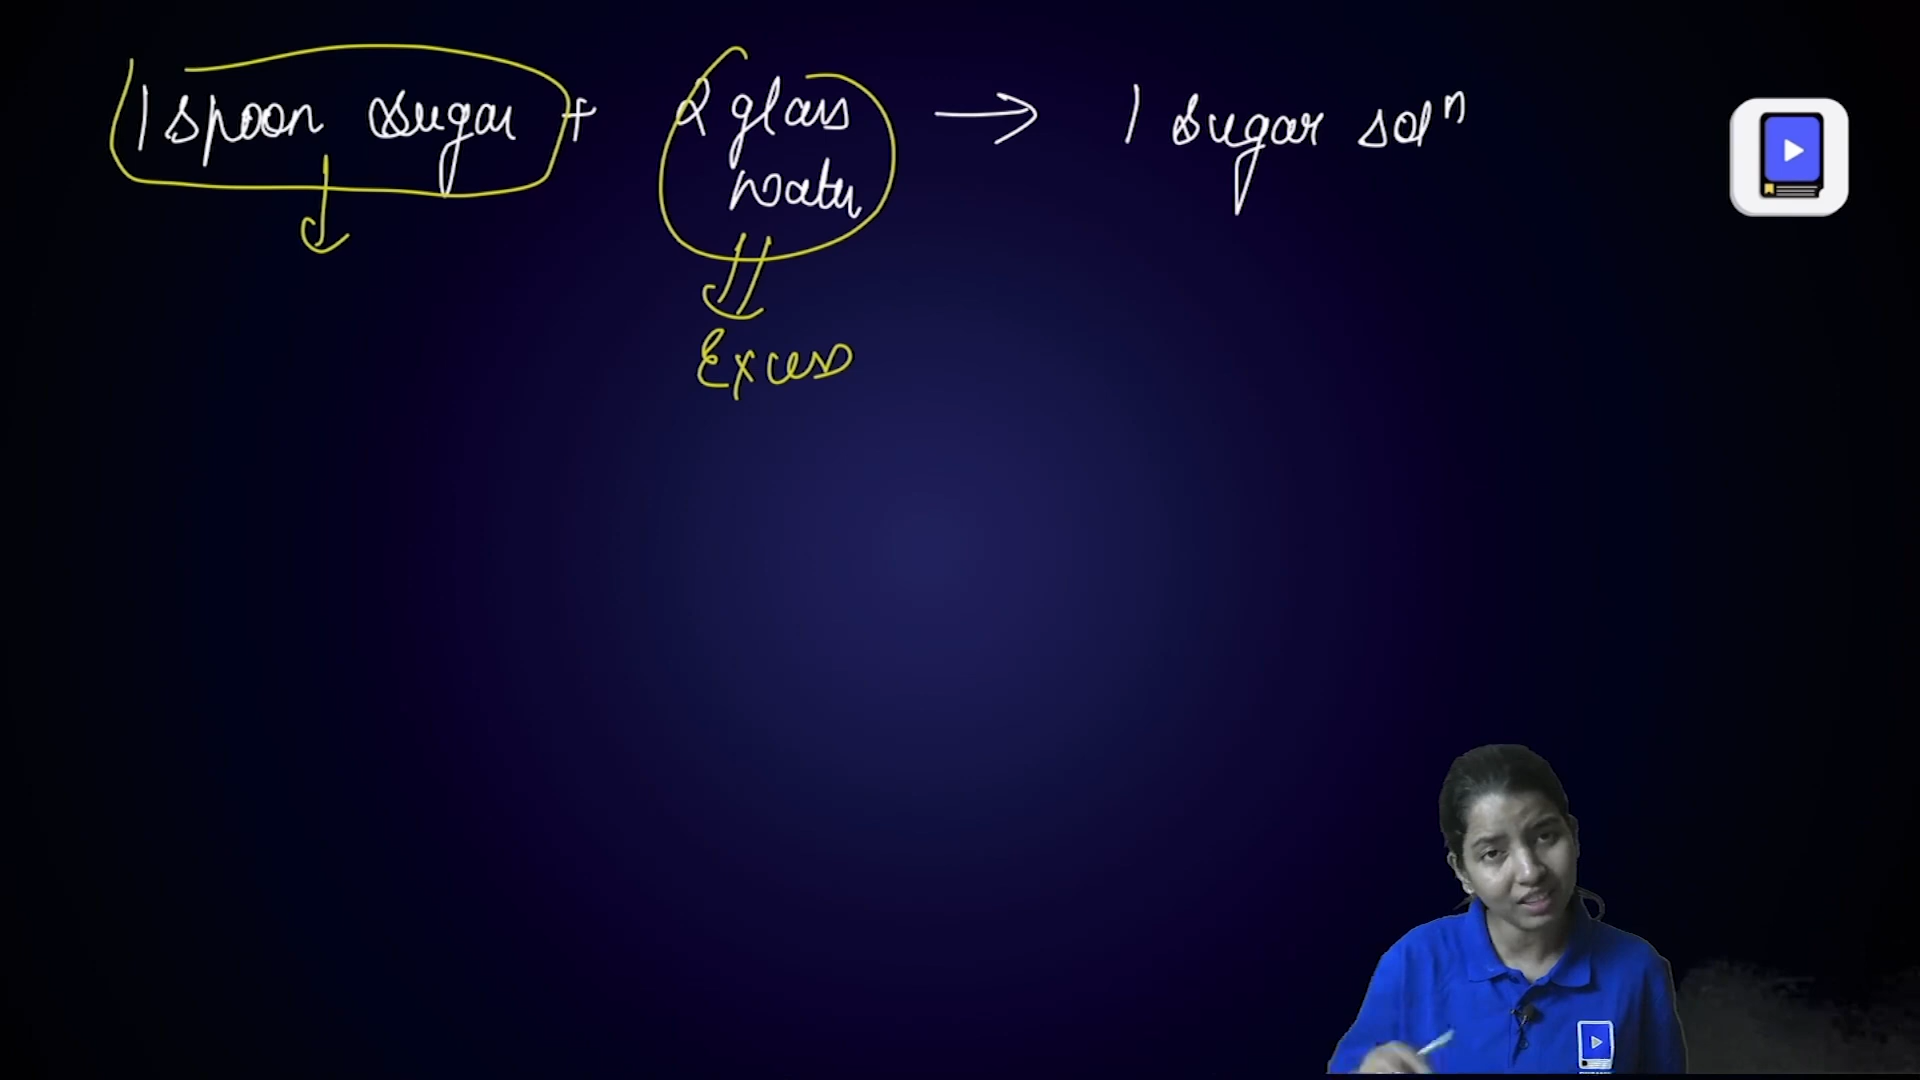 1 spoon sugar + 2 glass water → 1 sugar solⁿ
Excess